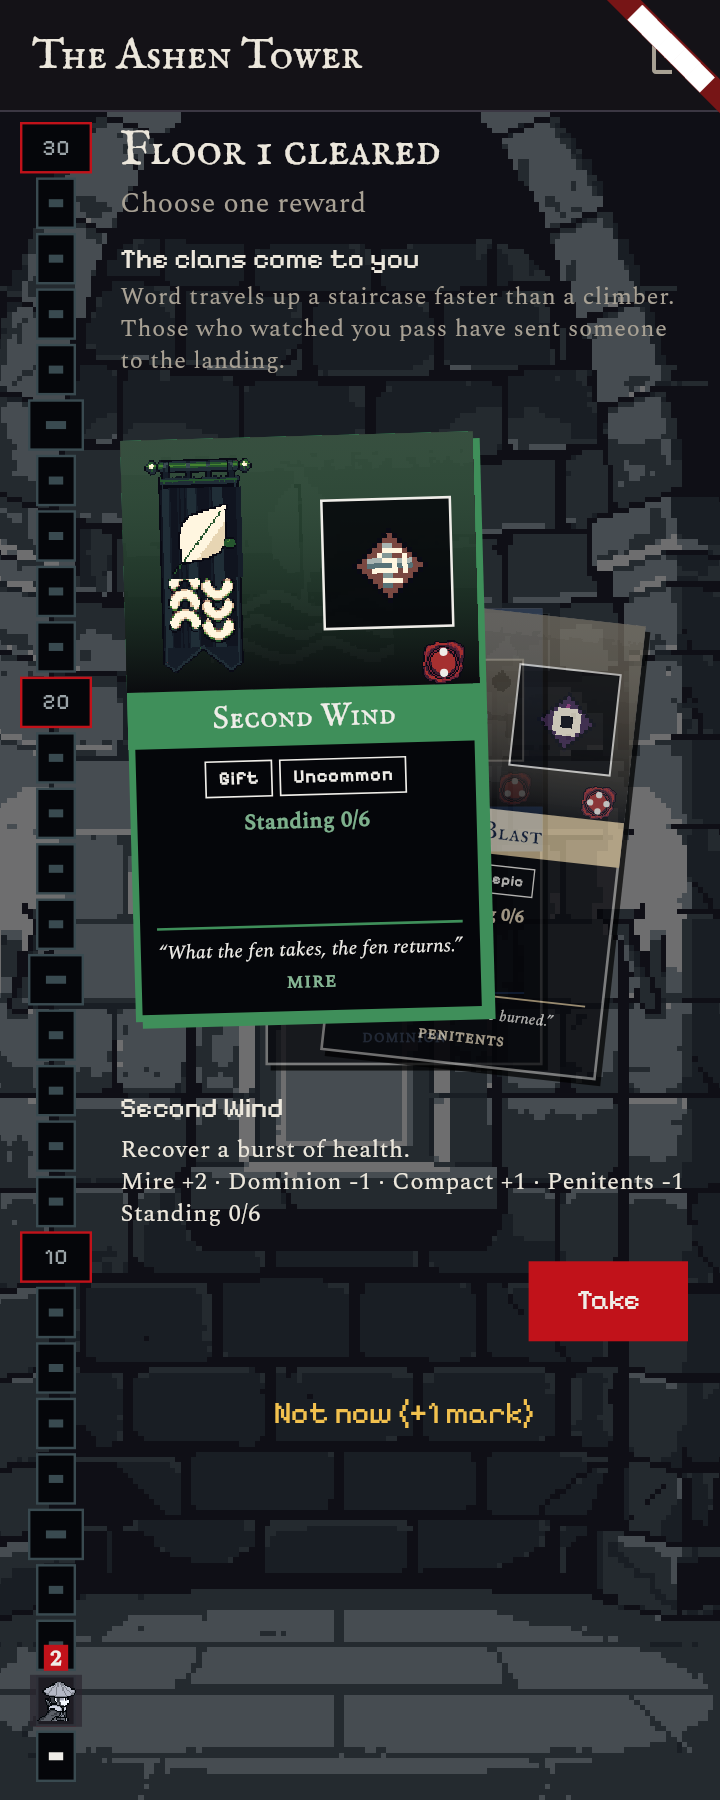 The Ashen Tower
30
Floor 1 cleared
Choose one reward
The clans come to you
Word travels up a staircase faster than a climber.
Those who watched you pass have sent someone
to the landing.
20
Second Wind
Blast
Gift
Uncommon
epic
Standing 0/6
g 0/6
“What the fen takes, the fen returns.”
MIRE
burned.”
DOMINION
PENITENTS
Second Wind
Recover a burst of health.
Mire +2 · Dominion -1 · Compact +1 · Penitents -1
Standing 0/6
10
Take
Not now (+1 mark)
2